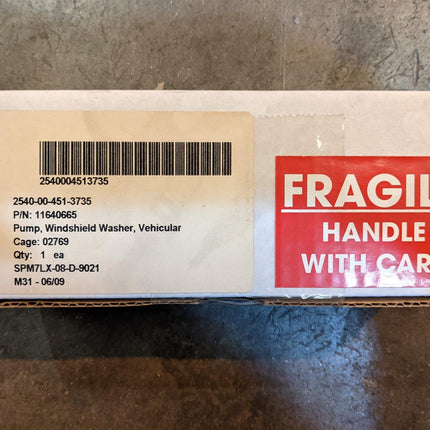 2540004513735
2540-00-451-3735
P/N: 11640665
Pump, Windshield Washer, Vehicular
Cage: 02769
Qty: 1 ea
SPM7LX-08-D-9021
M31 - 06/09
FRAGIL
HANDLE
WITH CAR